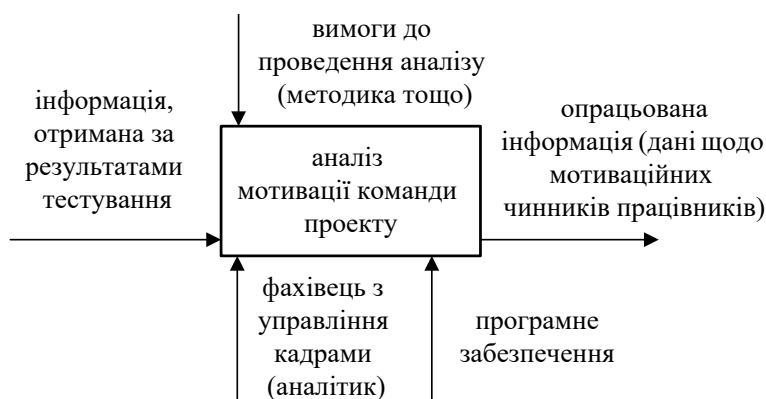 вимоги до
проведення аналізу
(методика тощо)
інформація,
отримана за
результатами
тестування
аналіз
мотивації команди
проекту
опрацьована
інформація (дані щодо
мотиваційних
чинників працівників)
фахівець з
управління
кадрами
(аналітик)
програмне
забезпечення